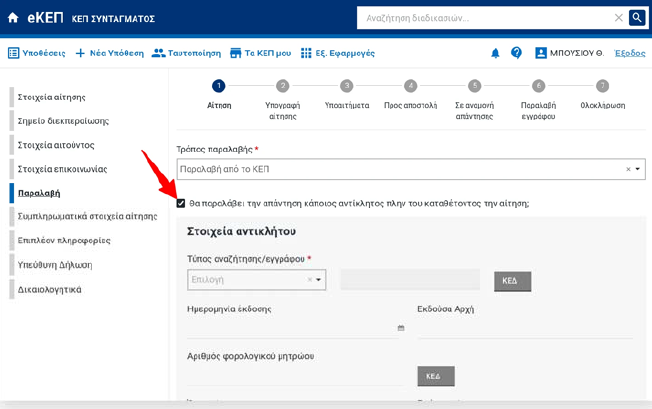 eΚΕΠ ΚΕΠ ΣΥΝΤΑΓΜΑΤΟΣ
Αναζήτηση διαδικασιών...
Υποθέσεις Νέα Υπόθεση Ταυτοποίηση Το ΚΕΠ μου Εξ. Εφαρμογές ΜΠΟΥΣΙΟΥ Θ. Έξοδος
Στοιχεία αίτησης
Σημείο διεκπεραίωσης
Στοιχεία αιτούντος
Στοιχεία επικοινωνίας
Παραλαβή
Συμπληρωματικά στοιχεία αίτησης
Επιπλέον πληροφορίες
Υπεύθυνη Δήλωση
Δικαιολογητικά
1 2 3 4 5 6 7
Αίτηση Υπογραφή Υποαιτήματα Προς αποστολή Σε αναμονή Παραλαβή Ολοκλήρωση
αίτησης απάντησης εγγράφου
Τρόπος παραλαβής *
Παραλαβή από το ΚΕΠ
Θα παραλάβει την απάντηση κάποιος αντίκλητος πλην του καταθέτοντος την αίτηση;
Στοιχεία αντικλήτου
Τύπος αναζήτησης/εγγράφου *
Επιλογή ΚΕΔ
Ημερομηνία έκδοσης Εκδούσα Αρχή
Αριθμός φορολογικού μητρώου
ΚΕΔ